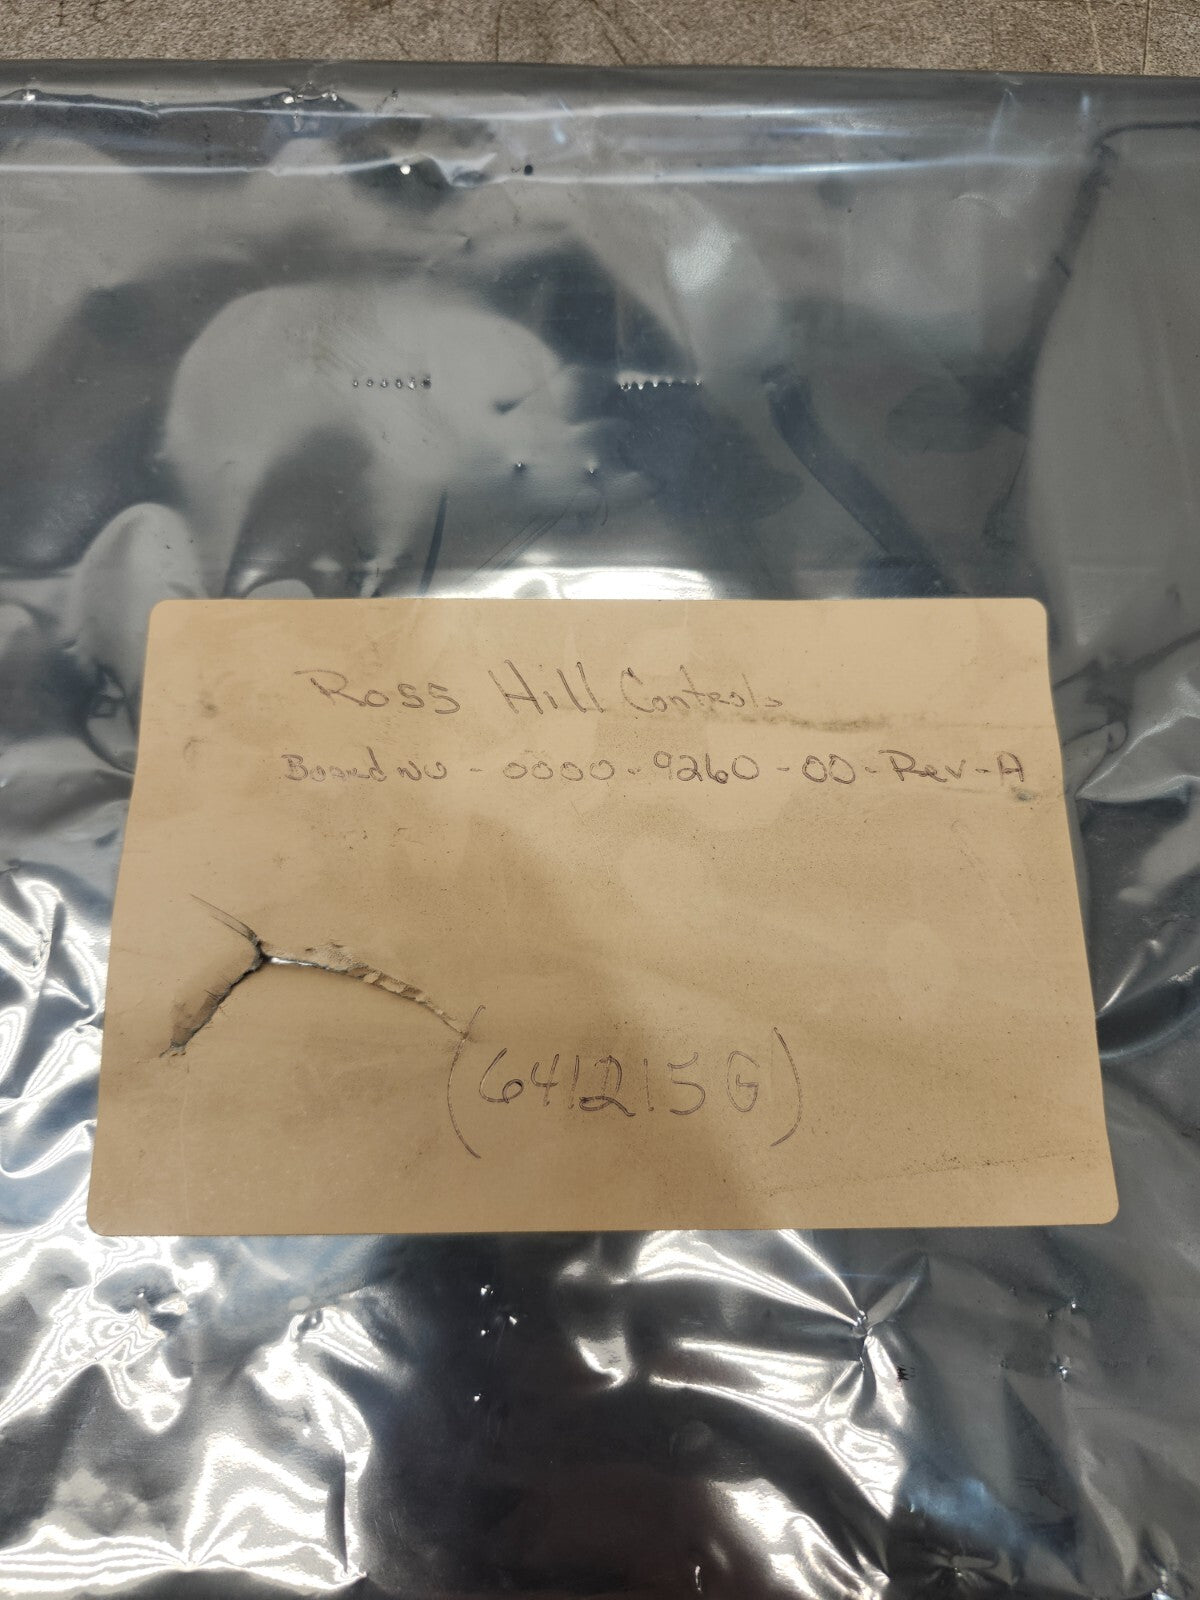 Ross Hill Controls
Board No - 0000-9260-00-Rev-A
(641215G)